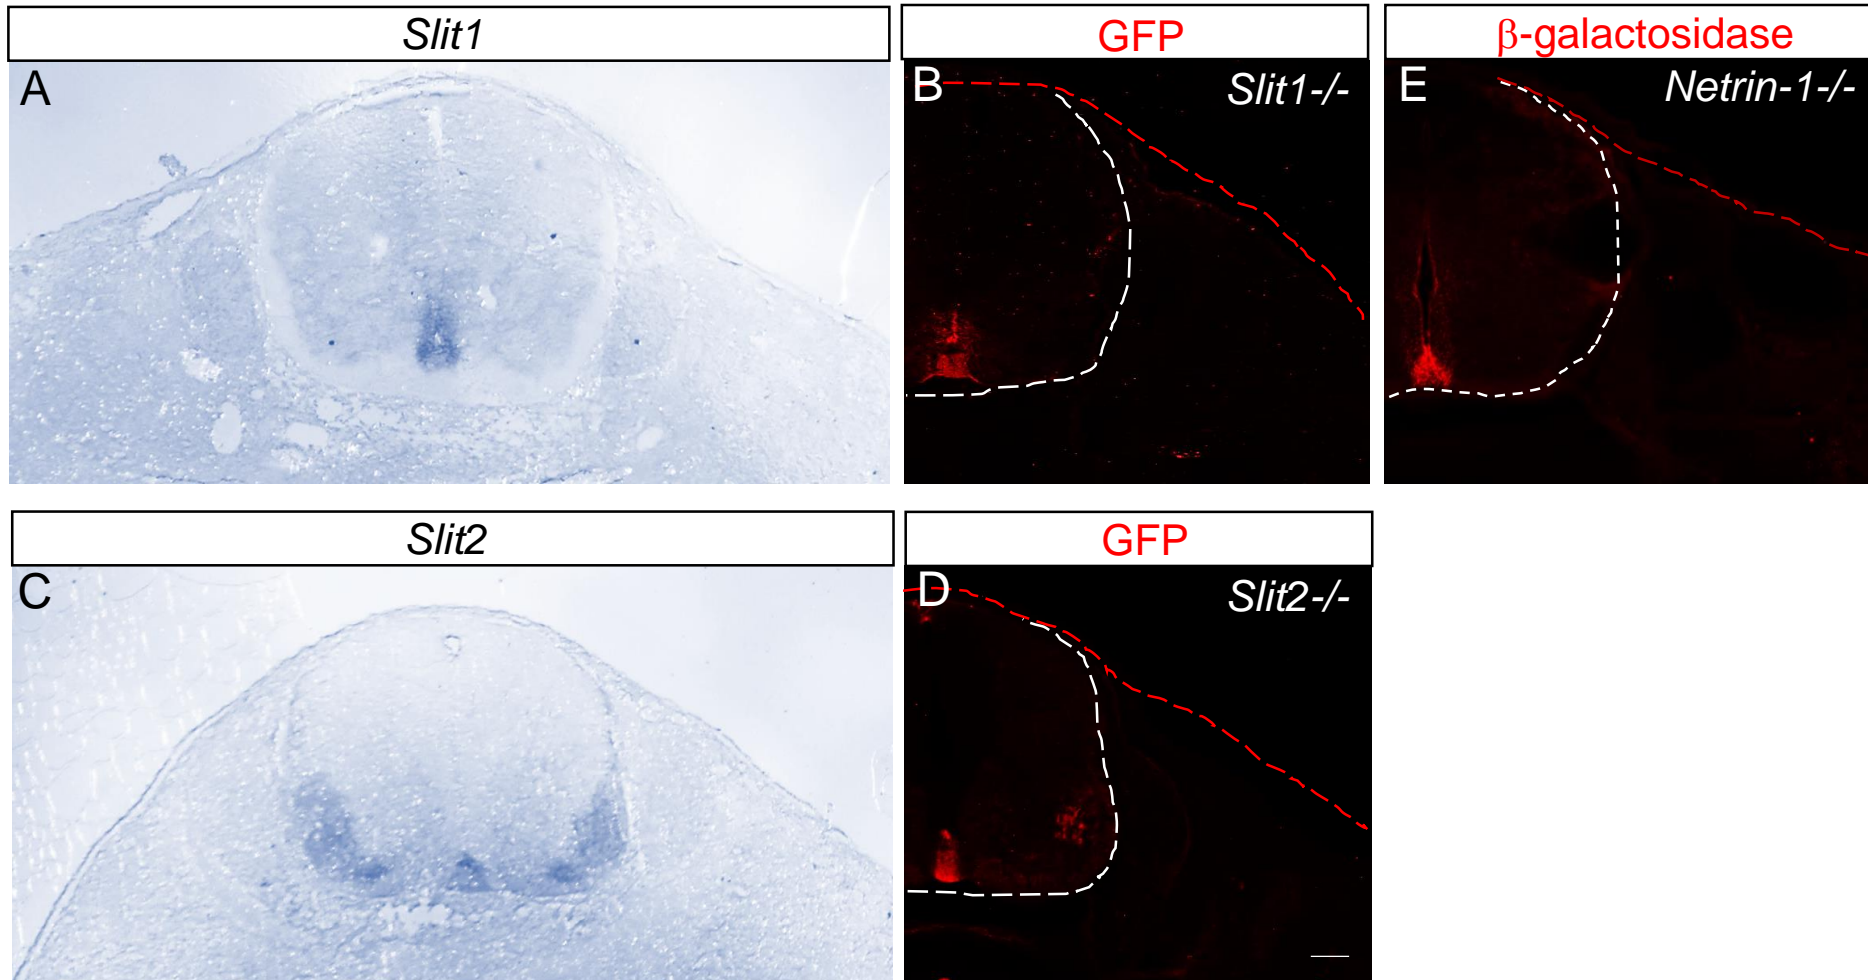 Slit1
GFP
β-galactosidase
A
B
Slit1-/-
E
Netrin-1-/-
Slit2
GFP
C
D
Slit2-/-